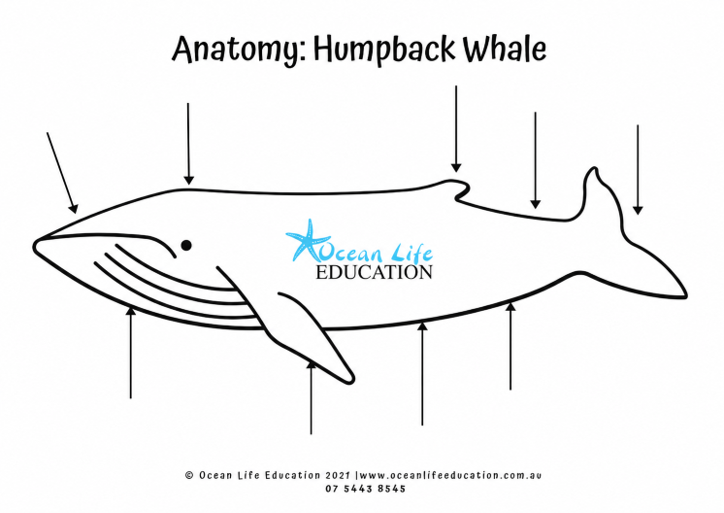 Anatomy: Humpback Whale
Ocean Life
EDUCATION
© Ocean Life Education 2021 |www.oceanlifeeducation.com.au
07 5443 8545